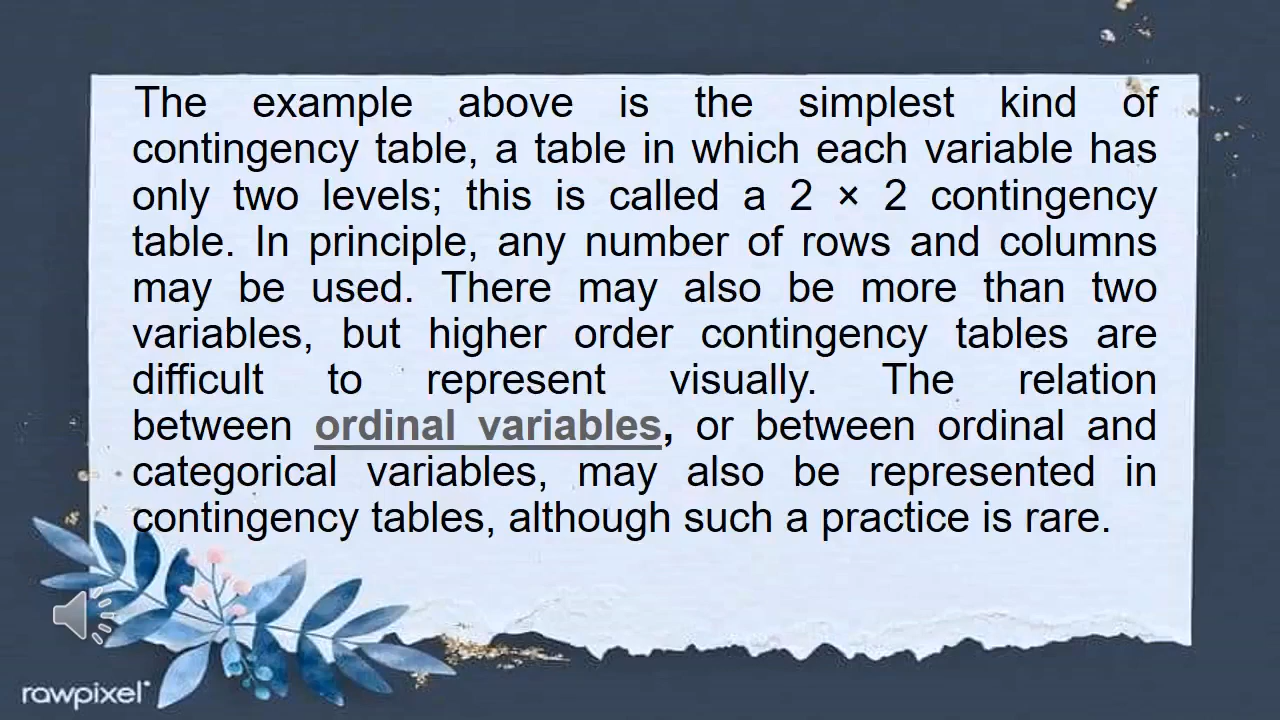 The example above is the simplest kind of
contingency table, a table in which each variable has
only two levels; this is called a 2 × 2 contingency
table. In principle, any number of rows and columns
may be used. There may also be more than two
variables, but higher order contingency tables are
difficult to represent visually. The relation
between ordinal variables, or between ordinal and
categorical variables, may also be represented in
contingency tables, although such a practice is rare.
rawpixel